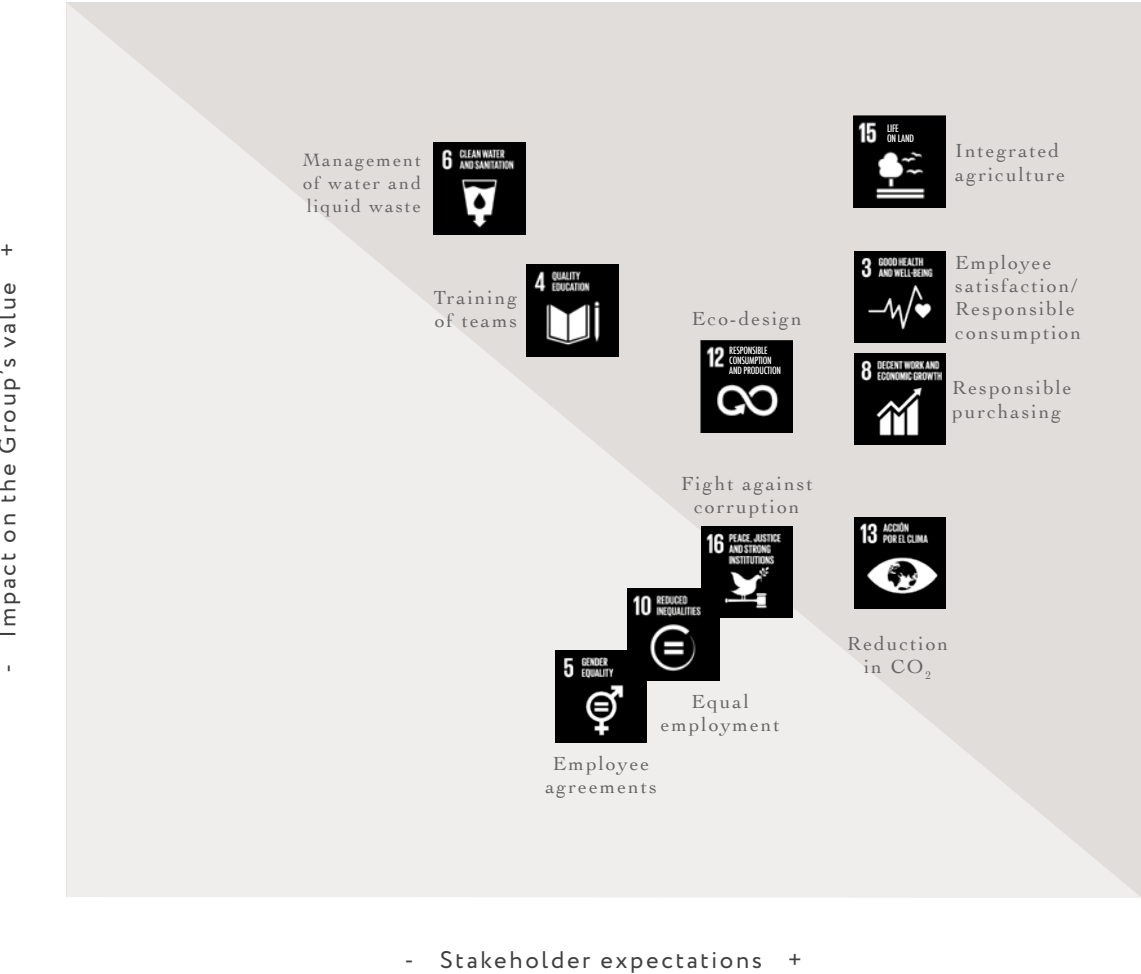 - Impact on the Group's value +
15 LIFE
ON LAND
Integrated
agriculture
Management
of water and
liquid waste
6 CLEAN WATER
AND SANITATION
3 GOOD HEALTH
AND WELL-BEING
Employee
satisfaction/
Responsible
consumption
Training
of teams
4 QUALITY
EDUCATION
Eco-design
12 RESPONSIBLE
CONSUMPTION
AND PRODUCTION
8 DECENT WORK AND
ECONOMIC GROWTH
Responsible
purchasing
Fight against
corruption
16 PEACE, JUSTICE
AND STRONG
INSTITUTIONS
13 ACCIÓN
POR EL CLIMA
Reduction
in CO₂
10 REDUCED
INEQUALITIES
Equal
employment
5 GENDER
EQUALITY
Employee
agreements
- Stakeholder expectations +